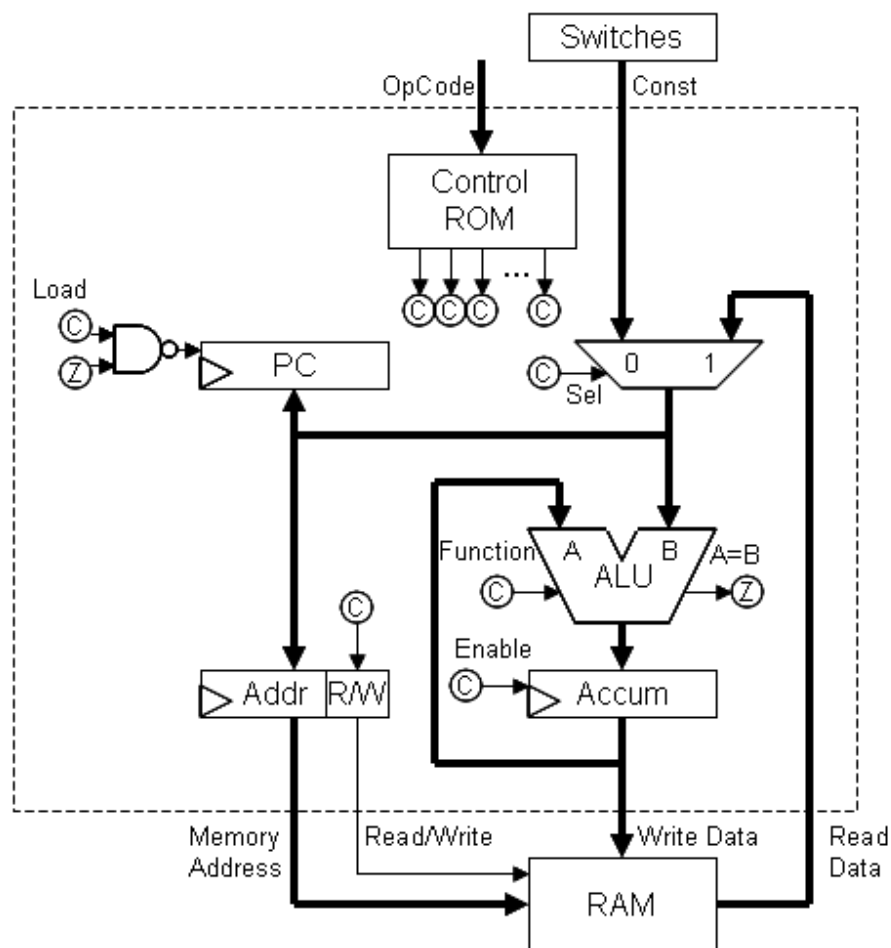 Switches
OpCode
Const
Control
ROM
...
C
C
C
C
Load
C
Z
PC
0
1
C
Sel
Function
A
B
A=B
ALU
C
Z
C
Enable
C
Addr
R/W
Accum
Memory
Address
Read/Write
Write Data
Read
Data
RAM